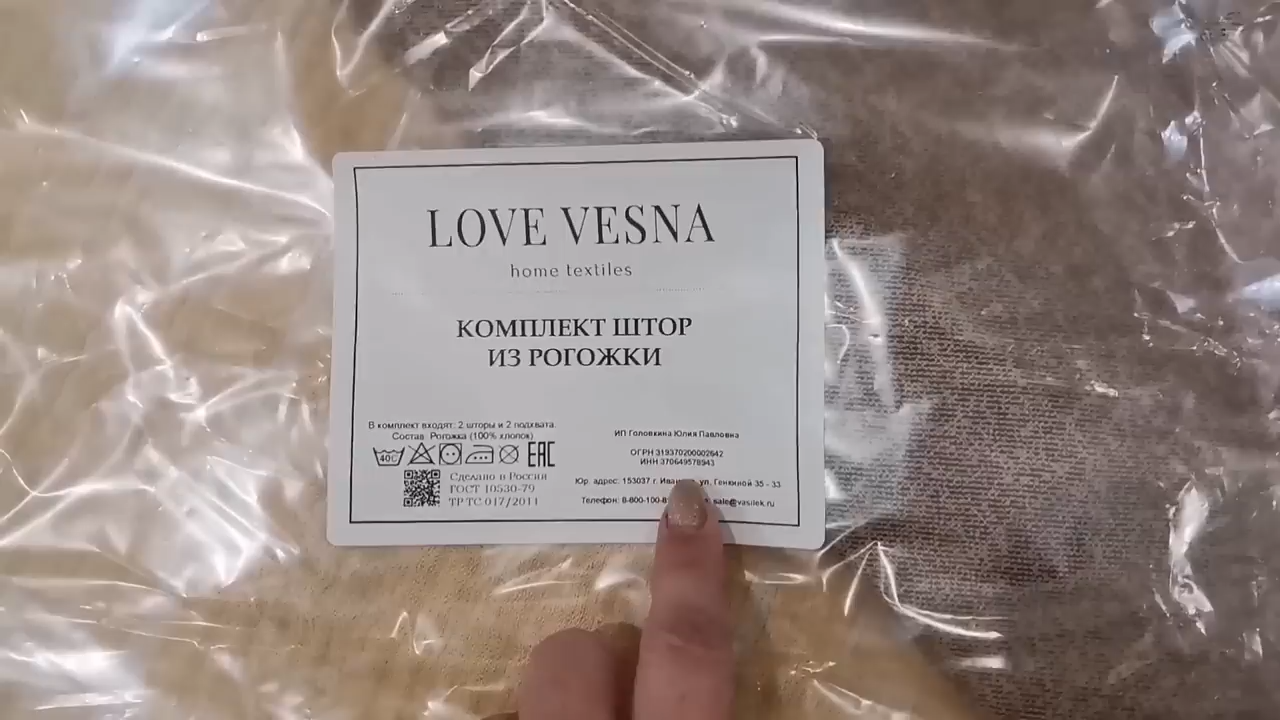 LOVE VESNA
home textiles
КОМПЛЕКТ ШТОР
ИЗ РОГОЖКИ
В комплект входят: 2 шторы и 2 подхвата.
Состав Рогожка (100% хлопок)
40C
EAC
Сделано в России
ГОСТ 10530-79
ТР ТС 017/2011
ИП Головкина Юлия Павловна
ОГРН 319370200002642
ИНН 370649578943
Юр. адрес: 153037 г. ул. Генкиной 35 - 33
Телефон: 8-800-100- sale@vasilek.ru